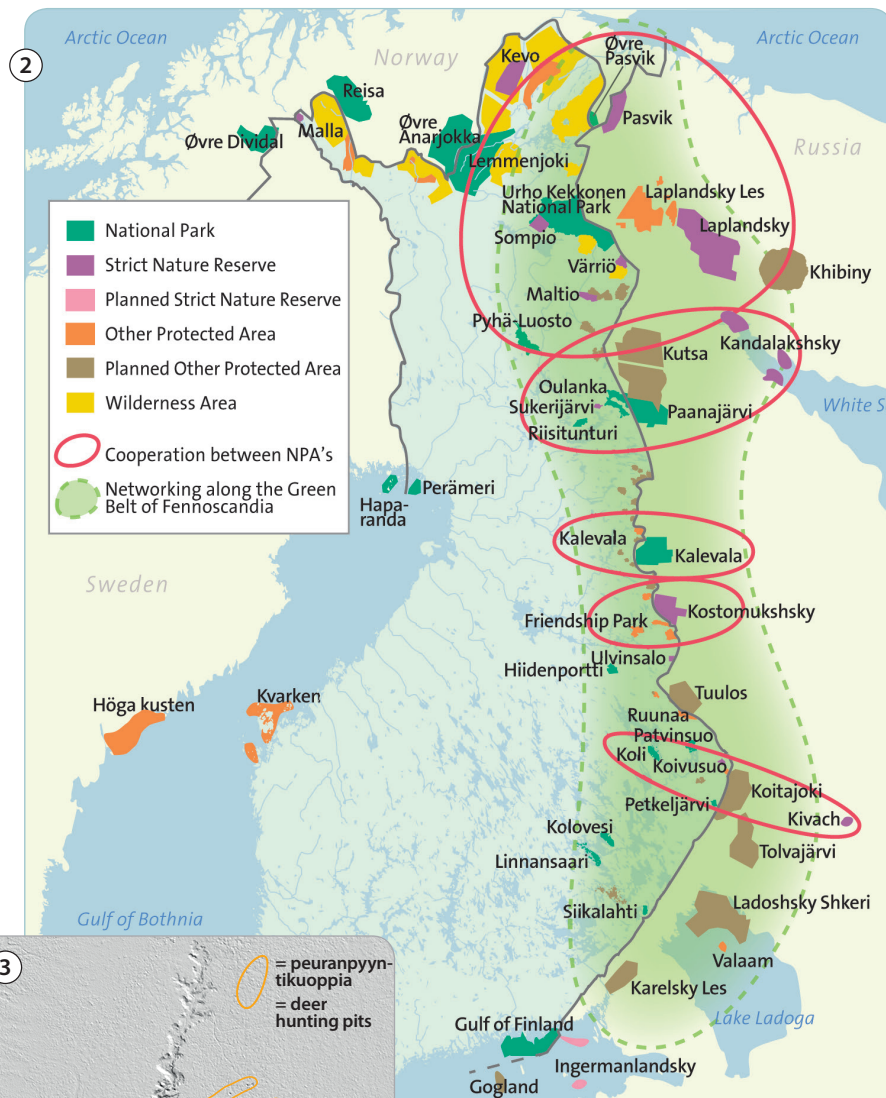 2
Arctic Ocean
Norway
Arctic Ocean
Øvre
Pasvik
Kevo
Reisa
Pasvik
Øvre
Anarjokka
Malla
Øvre Dividal
Russia
Lemmenjoki
Urho Kekkonen
National Park
Laplandsky Les
Laplandsky
Sompio
Khibiny
Värriö
Maltio
Pyhä-Luosto
Kandalakshsky
Kutsa
Oulanka
Sukerijärvi
Paanajärvi
White S
Riisitunturi
National Park
Strict Nature Reserve
Planned Strict Nature Reserve
Other Protected Area
Planned Other Protected Area
Wilderness Area
Cooperation between NPA's
Networking along the Green
Belt of Fennoscandia
Hapa-
randa
Perämeri
Kalevala
Kalevala
Sweden
Kostomukshsky
Friendship Park
Ulvinsalo
Hiidenportti
Tuulos
Höga kusten
Kvarken
Ruunaa
Patvinsuo
Koli
Koivusuo
Koitajoki
Petkeljärvi
Kivach
Kolovesi
Tolvajärvi
Linnansaari
Ladoshsky Shkeri
Siikalahti
Gulf of Bothnia
Valaam
Karelsky Les
Lake Ladoga
Gulf of Finland
Ingermanlandsky
Gogland
3
= peuranpyyn-
tikuoppia
= deer
hunting pits